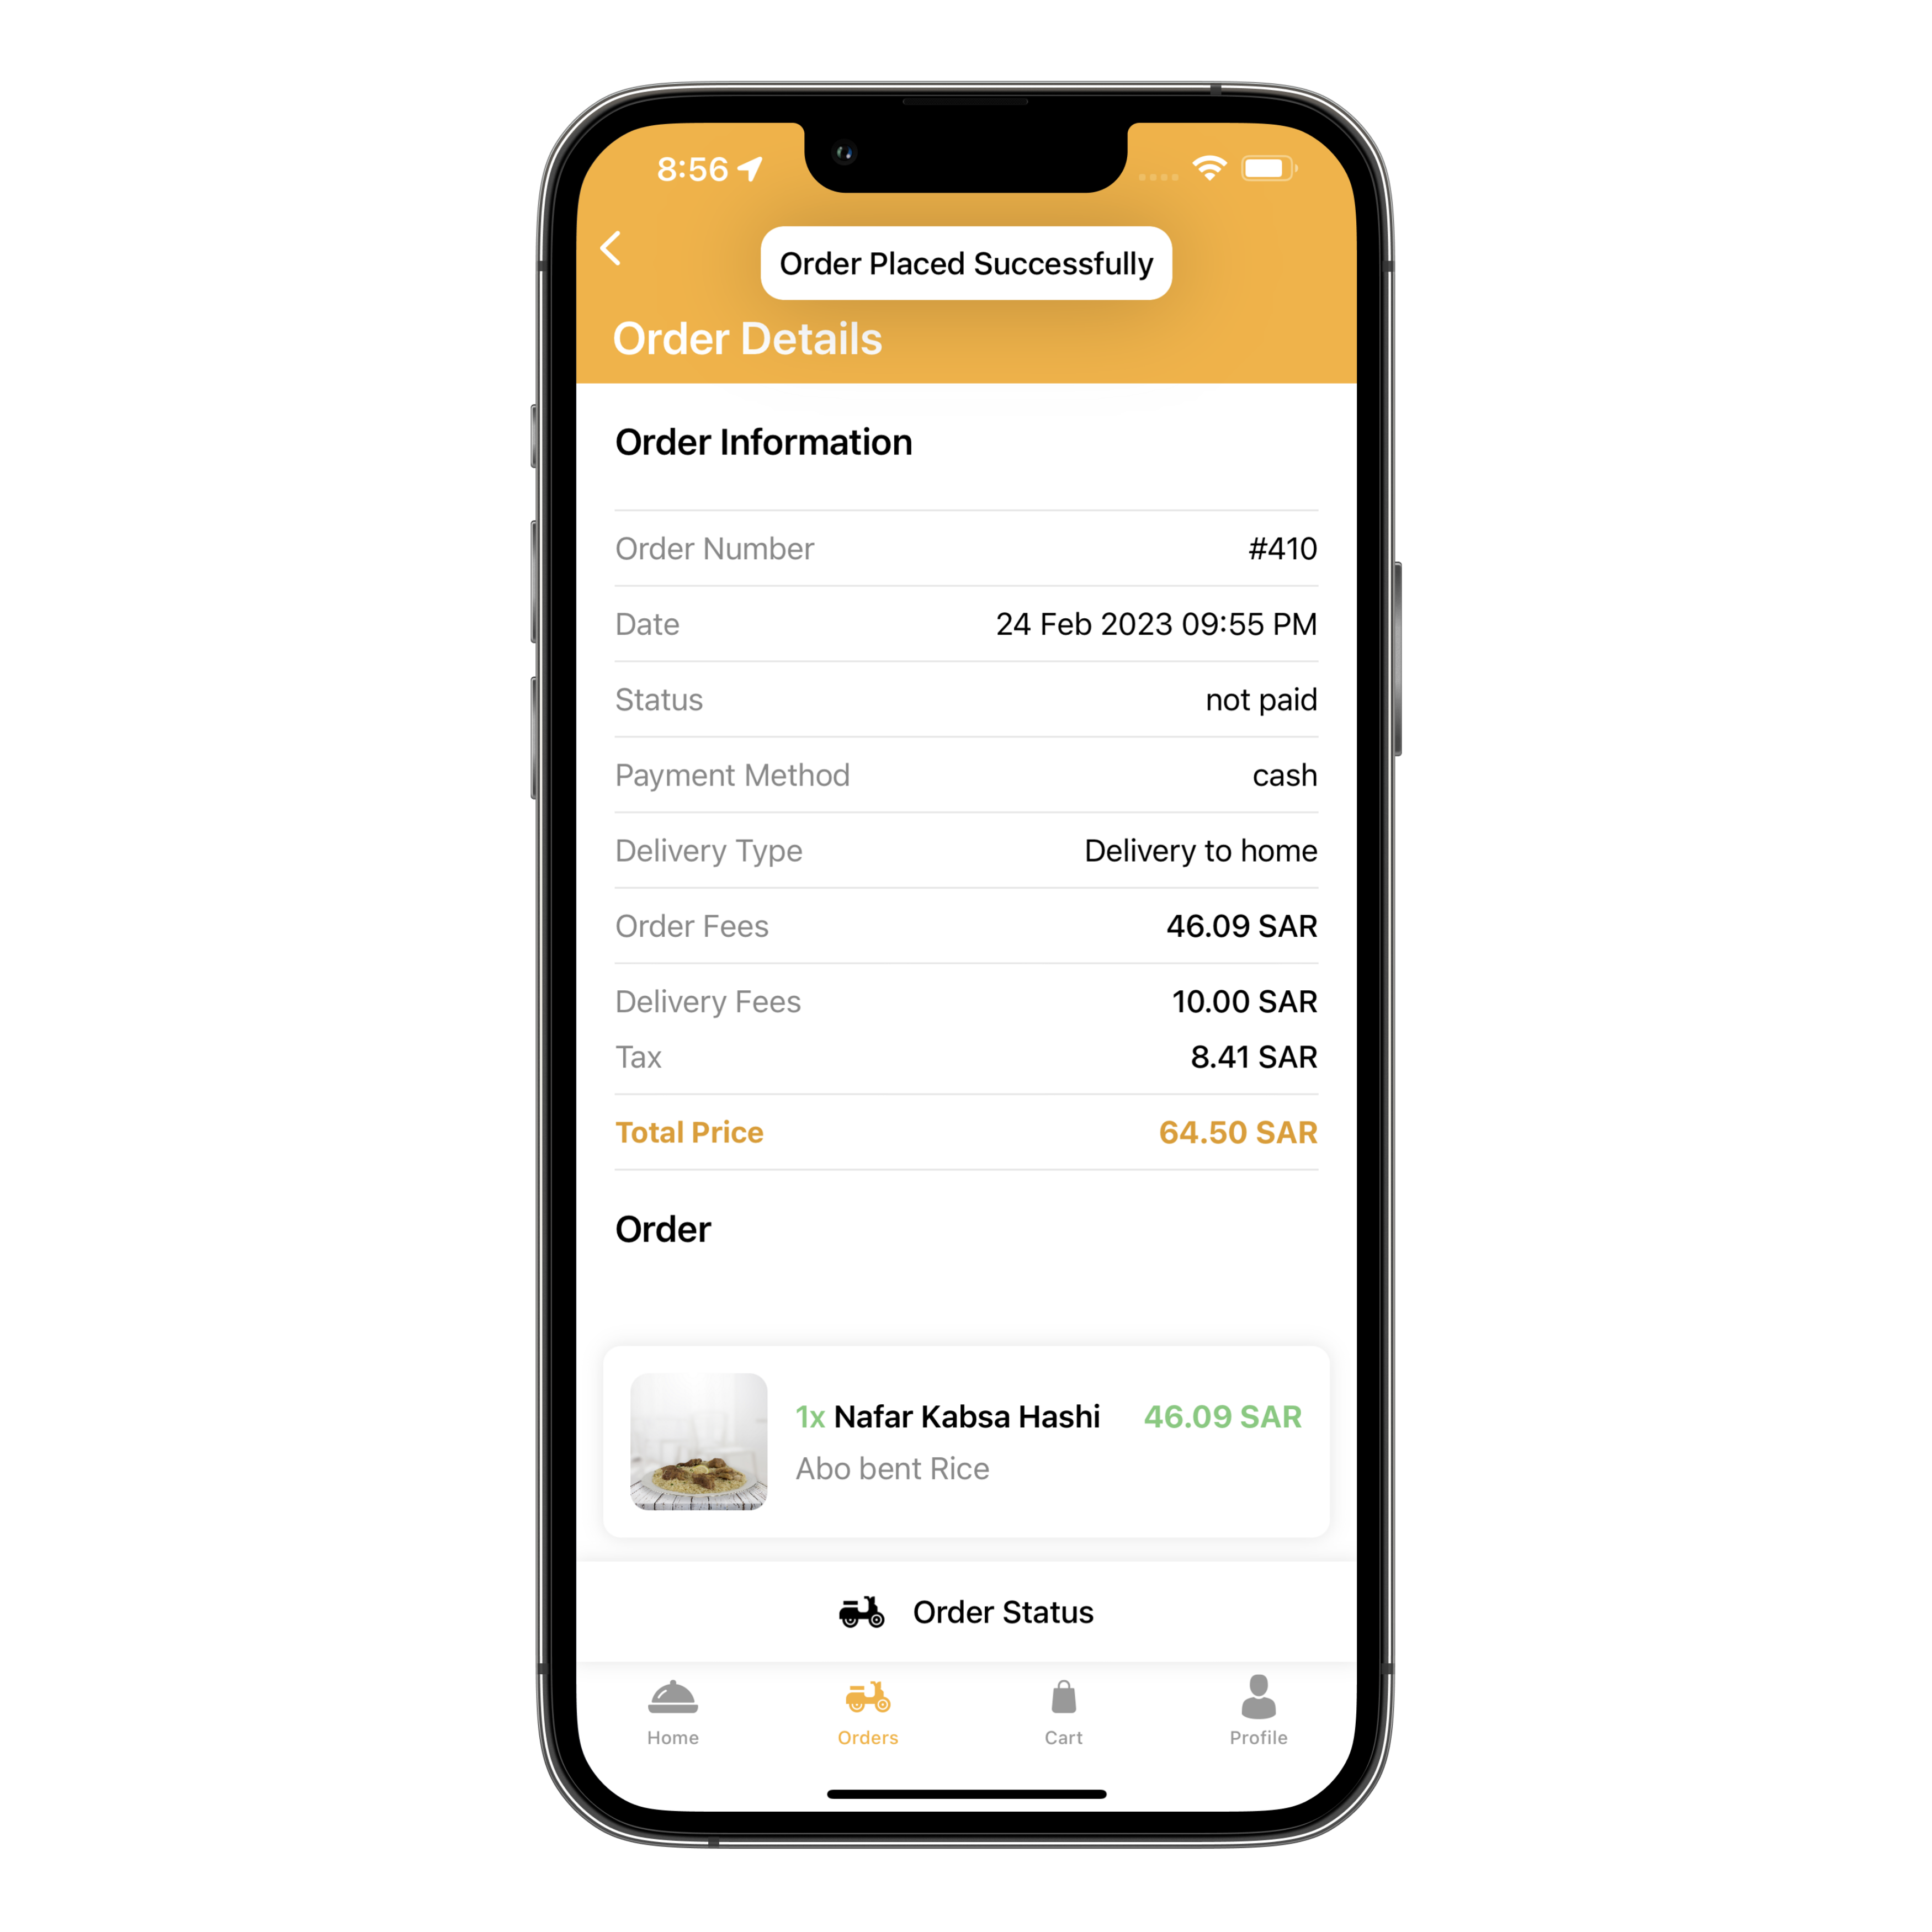 8:56
Order Placed Successfully
Order Details
Order Information
Order Number #410
Date 24 Feb 2023 09:55 PM
Status not paid
Payment Method cash
Delivery Type Delivery to home
Order Fees 46.09 SAR
Delivery Fees 10.00 SAR
Tax 8.41 SAR
Total Price 64.50 SAR
Order
1x Nafar Kabsa Hashi 46.09 SAR
Abo bent Rice
Order Status
Home Orders Cart Profile